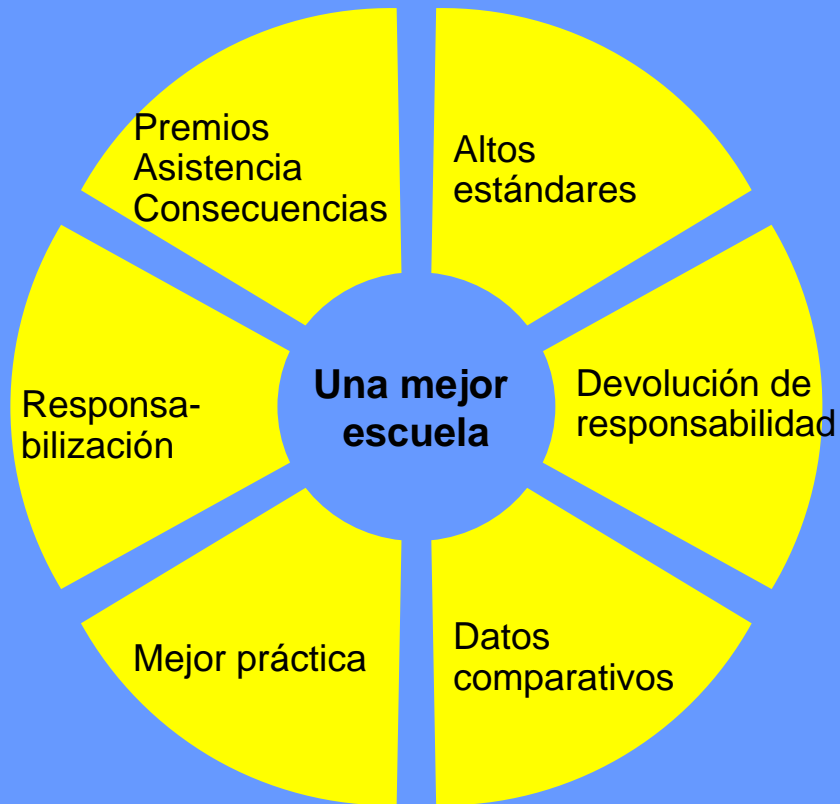 Premios
Asistencia
Consecuencias
Altos
estándares
Responsa-
bilización
Una mejor
escuela
Devolución de
responsabilidad
Mejor práctica
Datos
comparativos